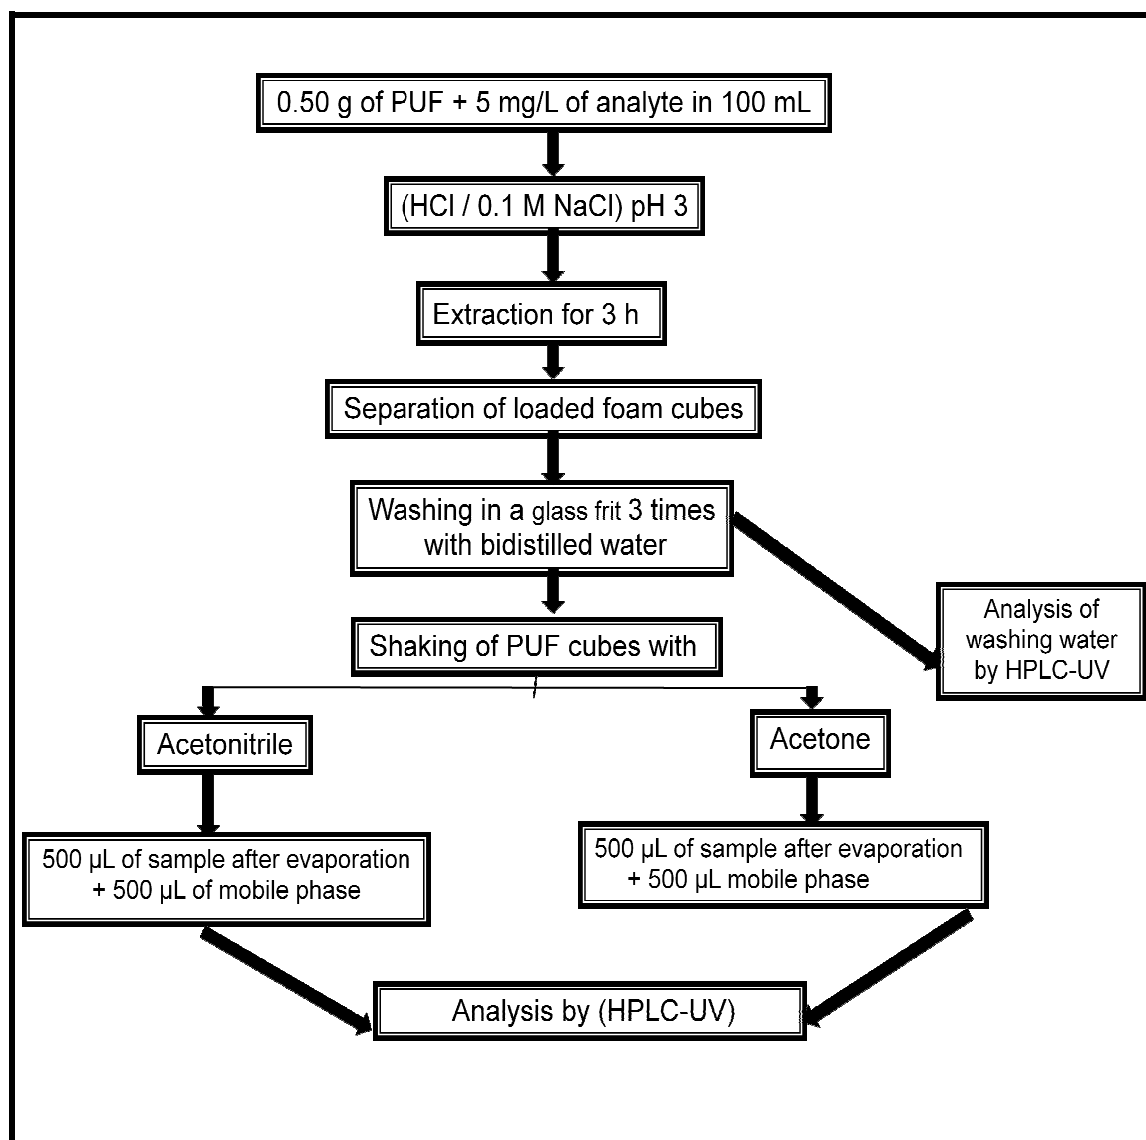 0.50 g of PUF + 5 mg/L of analyte in 100 mL
(HCl / 0.1 M NaCl) pH 3
Extraction for 3 h
Separation of loaded foam cubes
Washing in a glass frit 3 times
with bidistilled water
Analysis of
washing water
by HPLC-UV
Shaking of PUF cubes with
Acetonitrile
Acetone
500 µL of sample after evaporation
+ 500 µL of mobile phase
500 µL of sample after evaporation
+ 500 µL mobile phase
Analysis by (HPLC-UV)